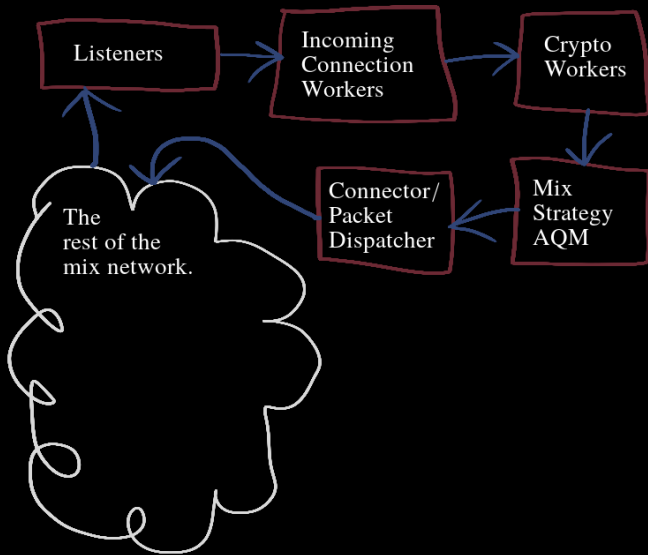 Listeners
Incoming
Connection
Workers
Crypto
Workers
Mix
Strategy
AQM
Connector/
Packet
Dispatcher
The
rest of the
mix network.